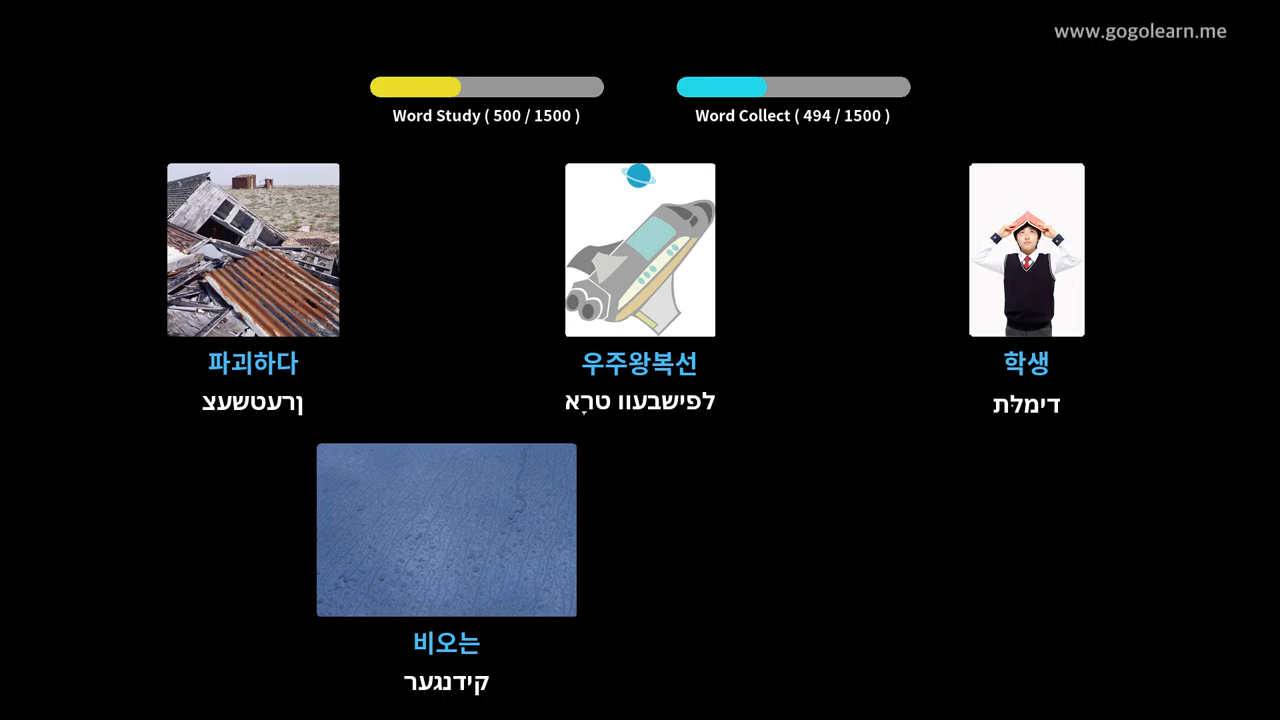 www.gogolearn.me
Word Study ( 500 / 1500 )
Word Collect ( 494 / 1500 )
파괴하다
우주왕복선
학생
ןרעטשעצ
לפישבעוו טרָא
דימלּת
비오는
קידנגער